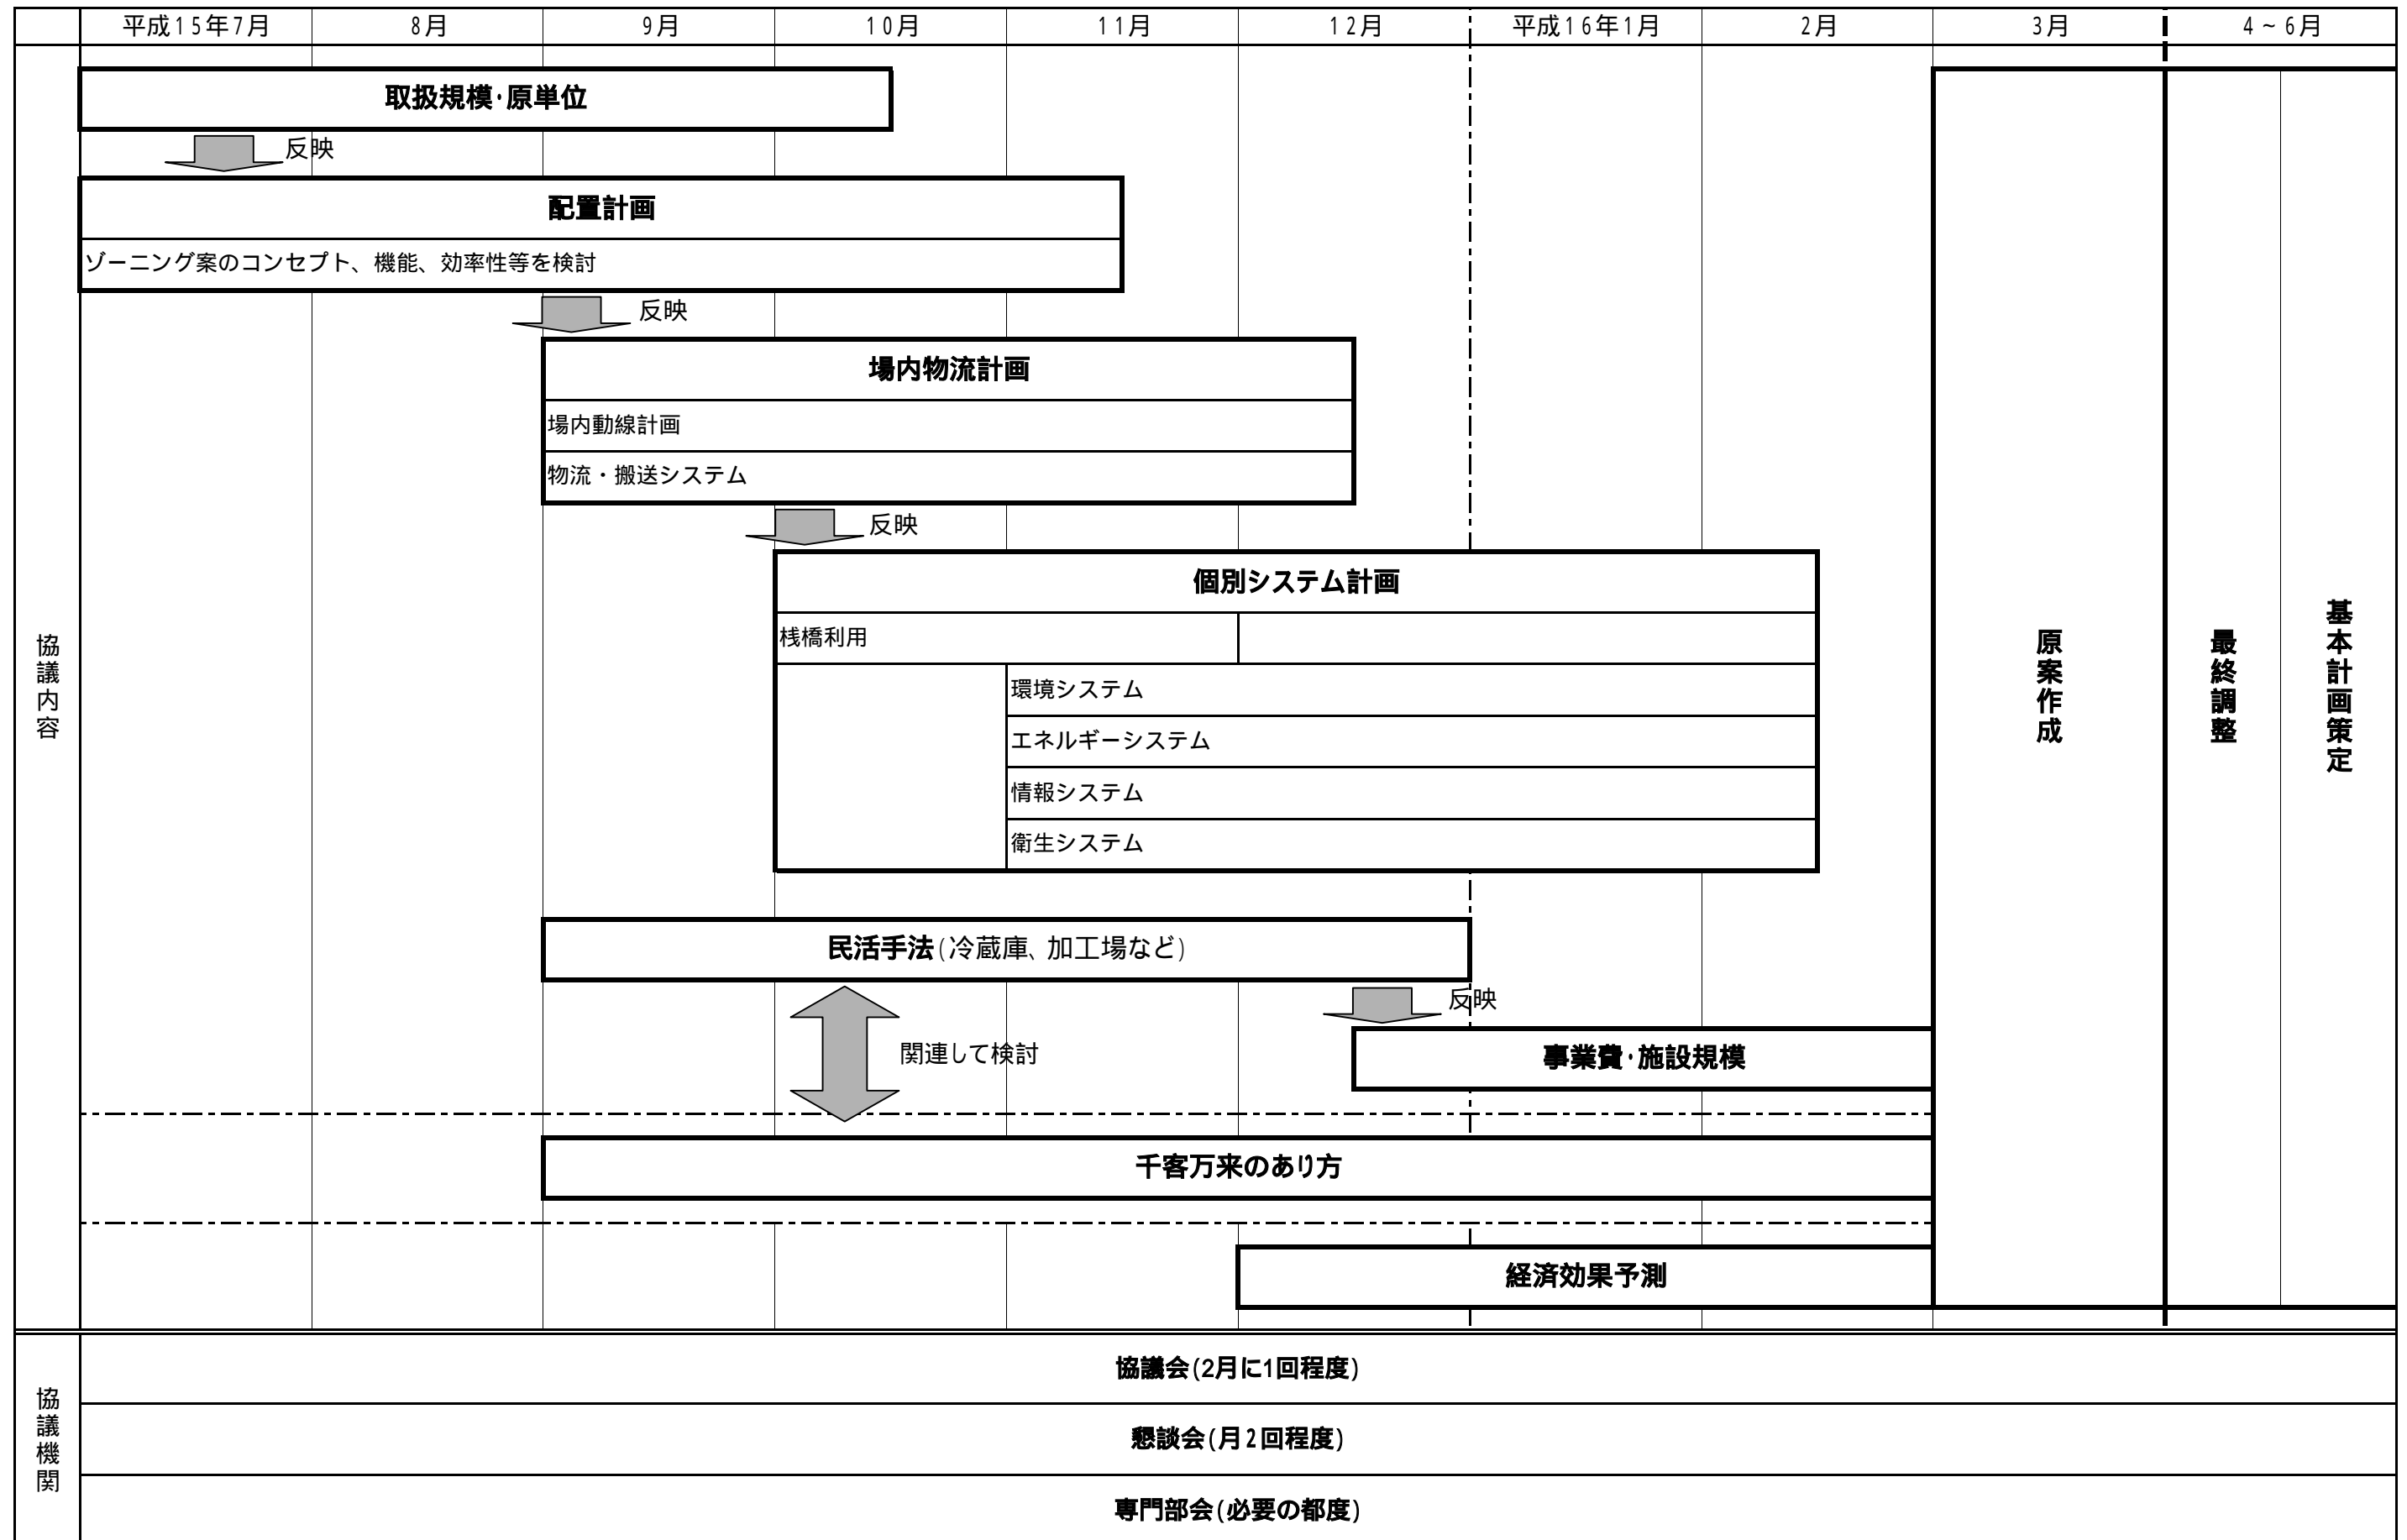 平成15年7月
8月
9月
10月
11月
12月
平成16年1月
2月
3月
4～6月
協議内容
取扱規模・原単位
反映
配置計画
ゾーニング案のコンセプト、機能、効率性等を検討
反映
場内物流計画
場内動線計画
物流・搬送システム
反映
個別システム計画
桟橋利用
環境システム
エネルギーシステム
情報システム
衛生システム
民活手法(冷蔵庫、加工場など)
反映
関連して検討
事業費・施設規模
千客万来のあり方
経済効果予測
原案作成
最終調整
基本計画策定
協議機関
協議会(2月に1回程度)
懇談会(月2回程度)
専門部会(必要の都度)